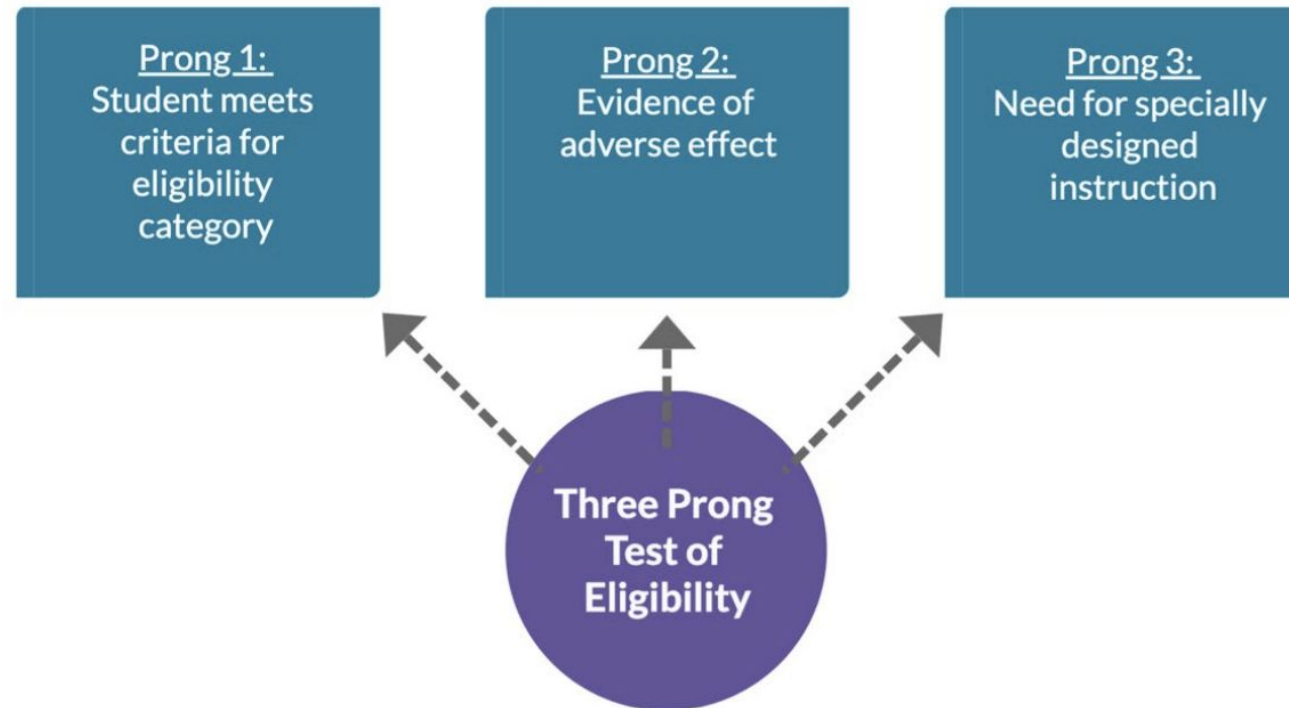 Prong 1:
Student meets
criteria for
eligibility
category
Prong 2:
Evidence of
adverse effect
Prong 3:
Need for specially
designed
instruction
Three Prong
Test of
Eligibility